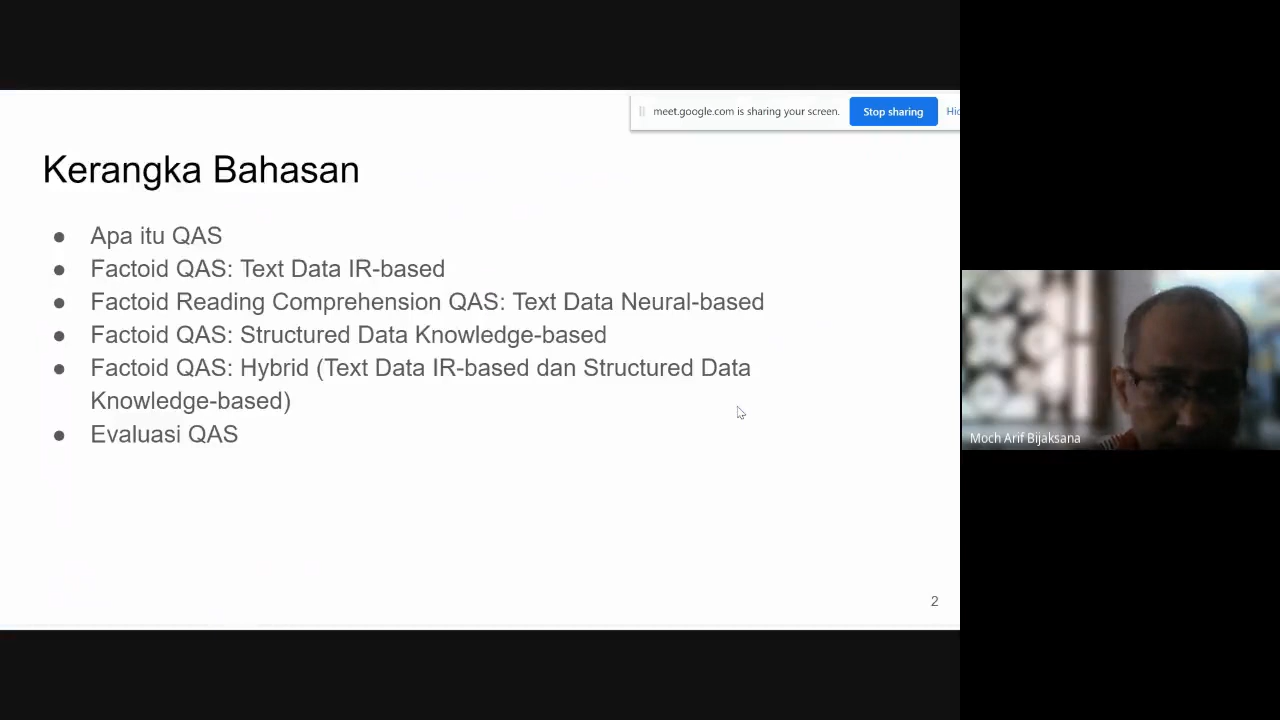 meet.google.com is sharing your screen. Stop sharing
Kerangka Bahasan
● Apa itu QAS
● Factoid QAS: Text Data IR-based
● Factoid Reading Comprehension QAS: Text Data Neural-based
● Factoid QAS: Structured Data Knowledge-based
● Factoid QAS: Hybrid (Text Data IR-based dan Structured Data
Knowledge-based)
● Evaluasi QAS
Moch Arif Bijaksana
2